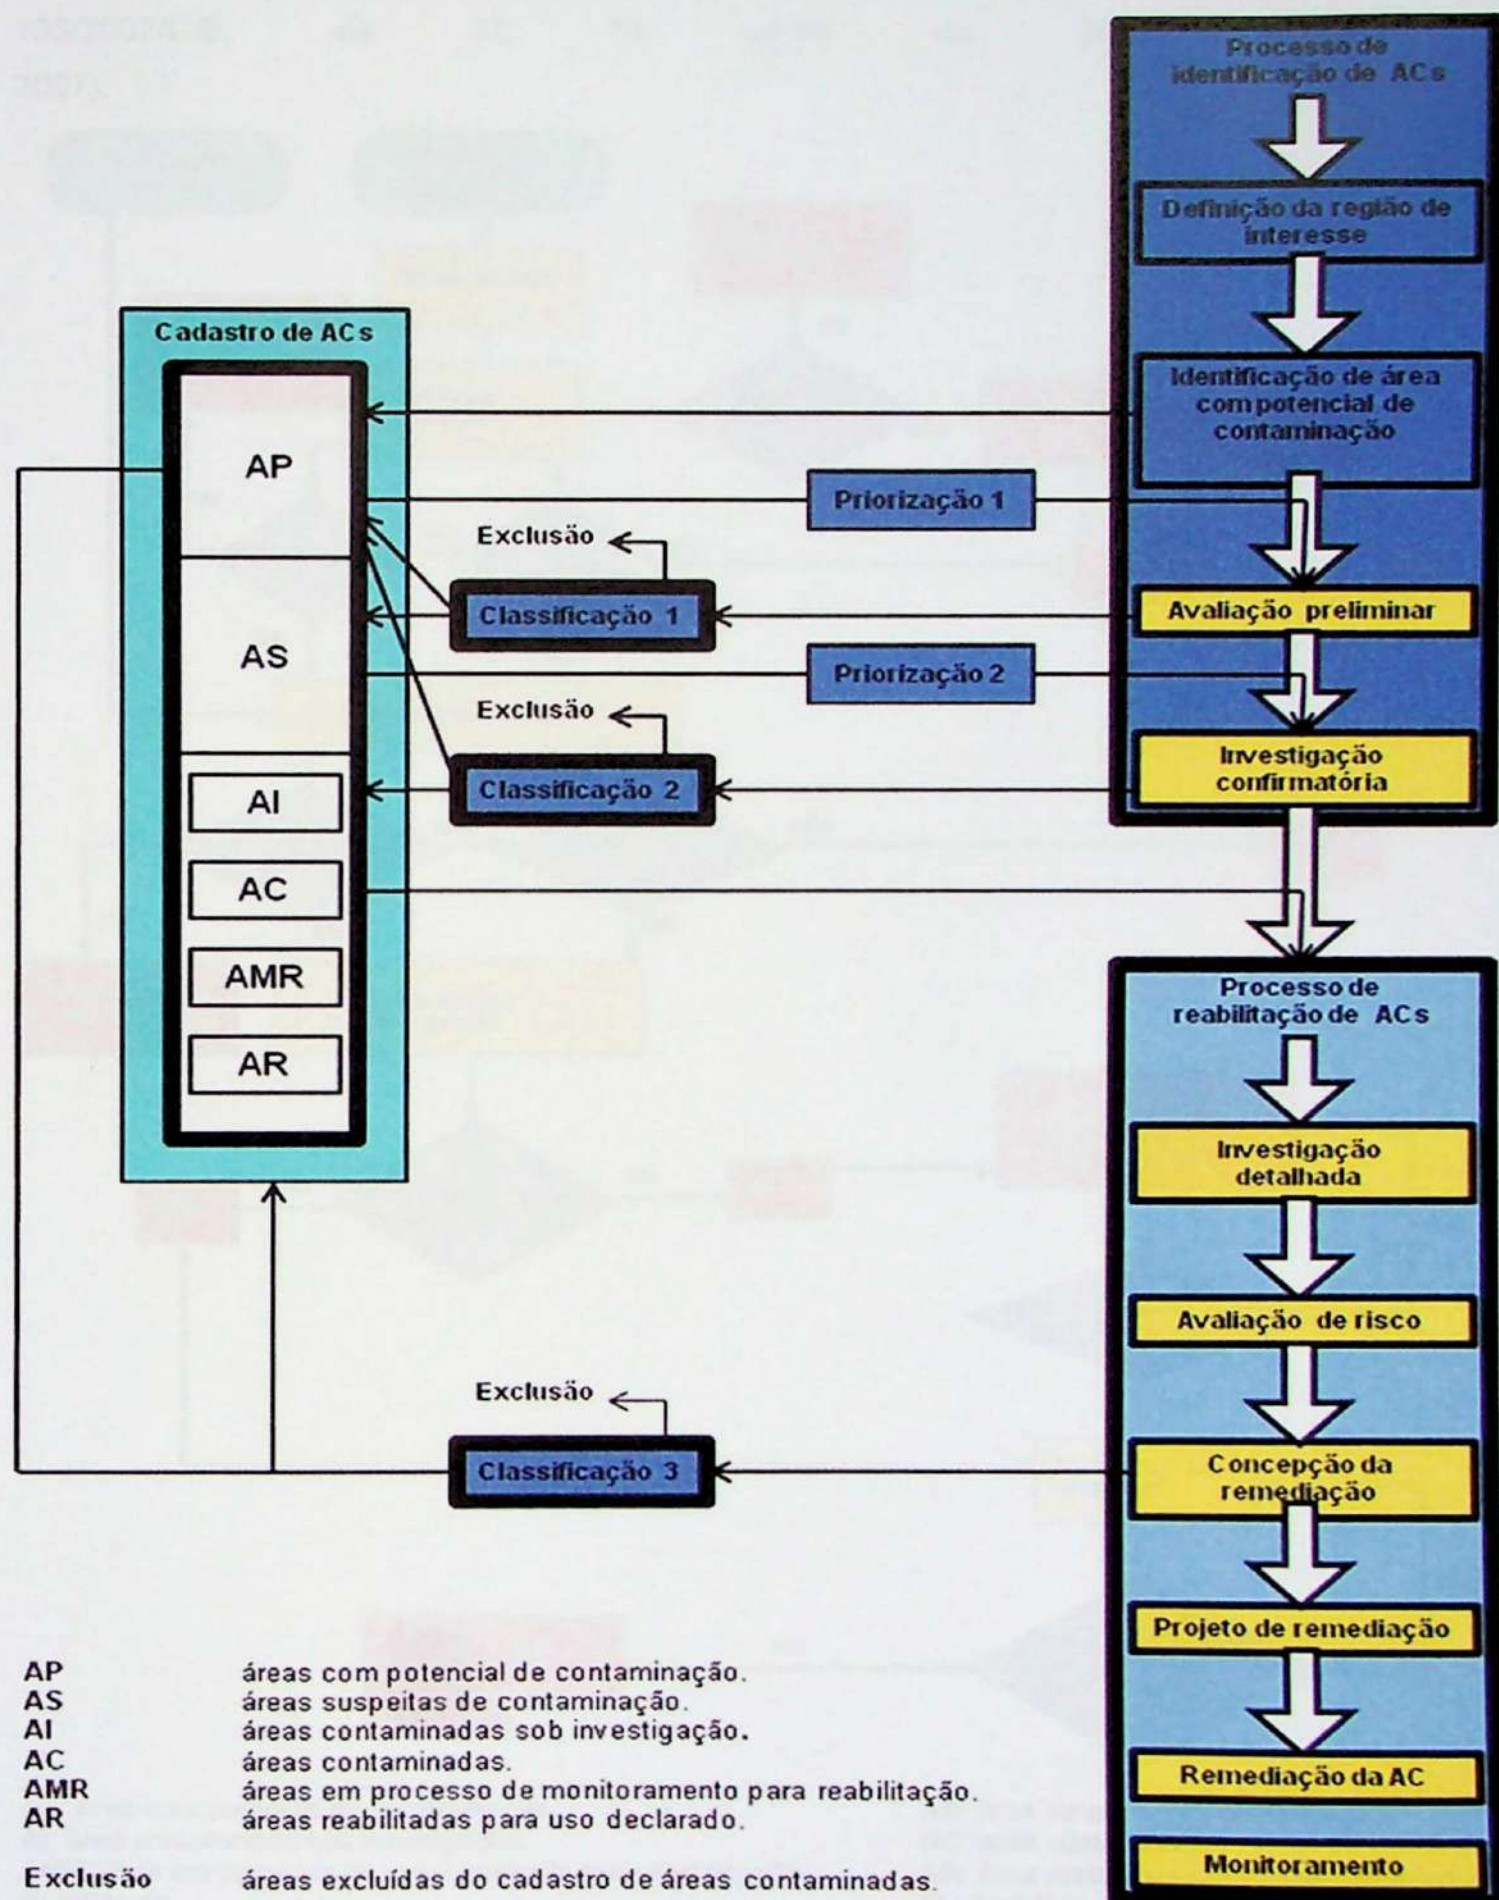 Processo de
identificação de ACs
Definição da região de
interesse
Identificação de área
com potencial de
contaminação
Avaliação preliminar
Investigação
confirmatória
Cadastro de ACs
AP
AS
AI
AC
AMR
AR
Priorização 1
Exclusão
Classificação 1
Priorização 2
Exclusão
Classificação 2
Processo de
reabilitação de ACs
Investigação
detalhada
Avaliação de risco
Concepção da
remediação
Projeto de remediação
Remediação da AC
Monitoramento
Exclusão
Classificação 3
AP áreas com potencial de contaminação.
AS áreas suspeitas de contaminação.
AI áreas contaminadas sob investigação.
AC áreas contaminadas.
AMR áreas em processo de monitoramento para reabilitação.
AR áreas reabilitadas para uso declarado.
Exclusão áreas excluídas do cadastro de áreas contaminadas.